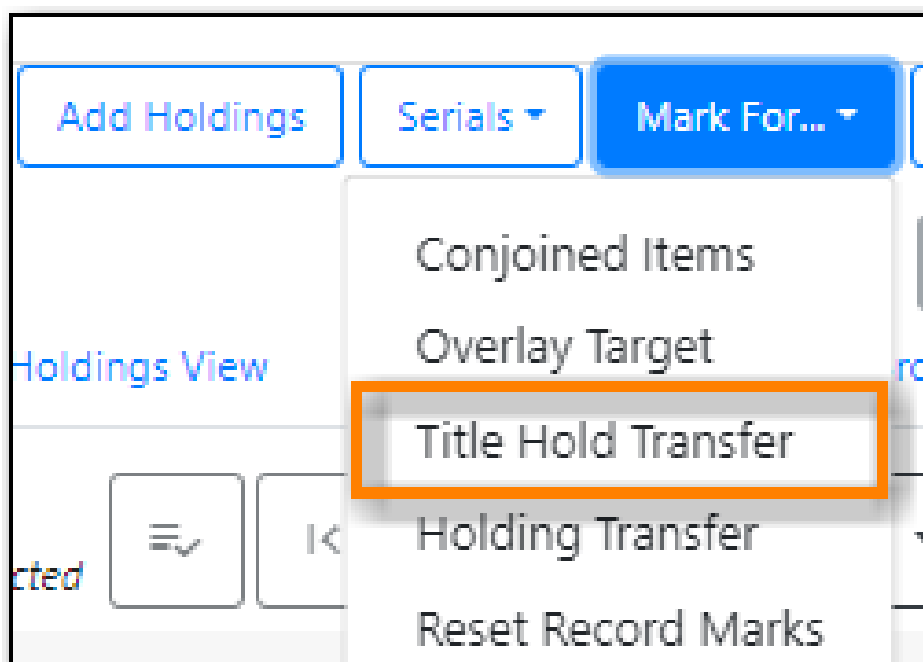 Add Holdings Serials Mark For...
Conjoined Items
Overlay Target
Holdings View
Title Hold Transfer
Holding Transfer
Reset Record Marks